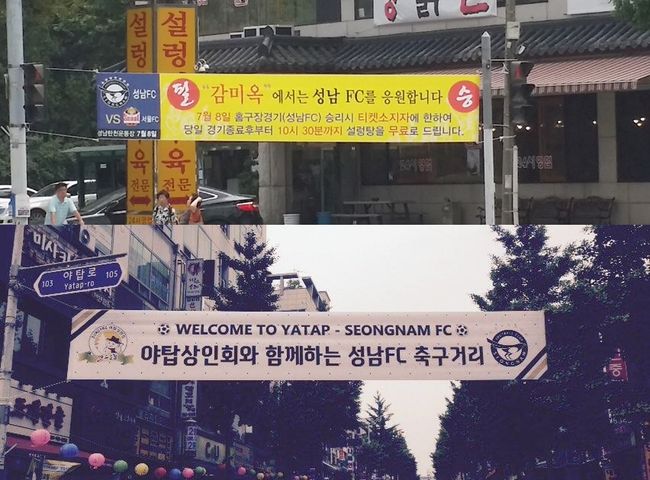 설렁
설렁
성남FC
VS 서울FC
성남탄천운동장 7월8일
필 "감미옥" 에서는 성남 FC를 응원합니다 승
7월 8일 홈구장경기(성남FC) 승리시 티켓소지자에 한하여
당일 경기종료후부터 10시 30분까지 설렁탕을 무료로 드립니다.
육
육
전문
전문
야탑로
103 Yatap-ro 105
WELCOME TO YATAP - SEONGNAM FC
야탑상인회와 함께하는 성남FC 축구거리